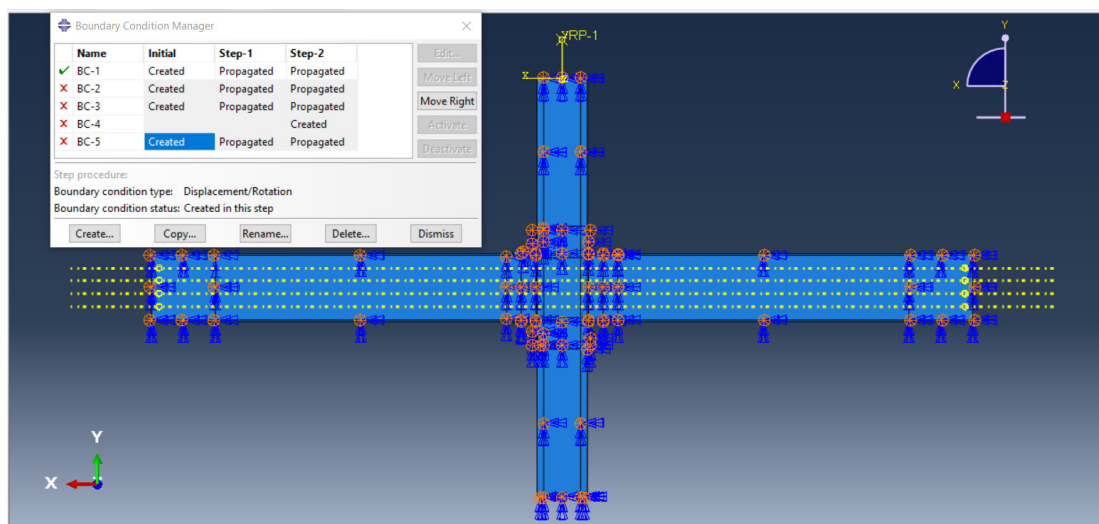 Boundary Condition Manager
Name Initial Step-1 Step-2
BC-1 Created Propagated Propagated
BC-2 Created Propagated Propagated
BC-3 Created Propagated Propagated
BC-4 Created
BC-5 Created Propagated Propagated
Edit...
Move Left
Move Right
Activate
Deactivate
Step procedure:
Boundary condition type: Displacement/Rotation
Boundary condition status: Created in this step
Create... Copy... Rename... Delete... Dismiss
YRP-1
X
Y
X
Z
Y
X